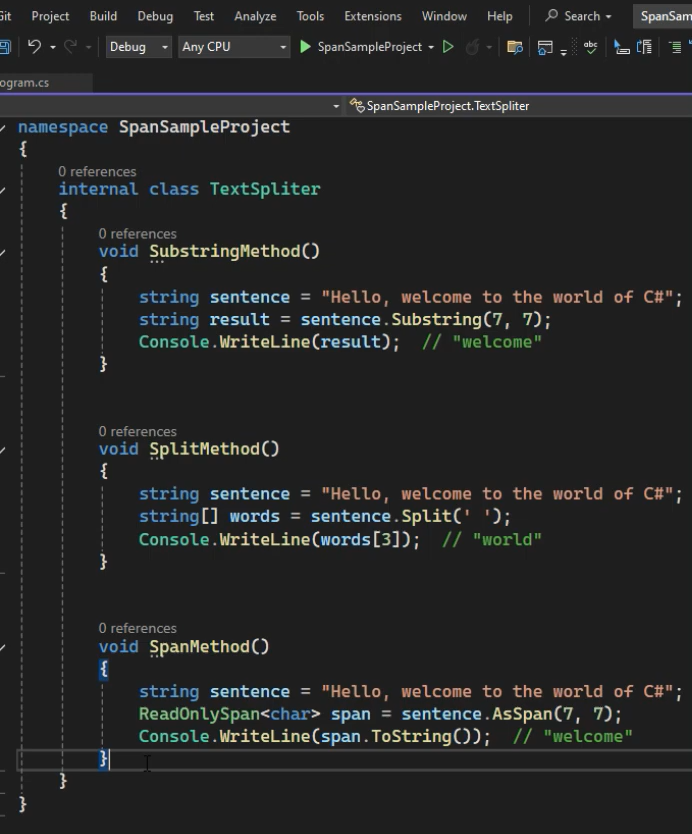 Project Build Debug Test Analyze Tools Extensions Window Help Search SpanSam
Debug Any CPU SpanSampleProject
ogram.cs
SpanSampleProject.TextSpliter
namespace SpanSampleProject
{
0 references
internal class TextSpliter
{
0 references
void SubstringMethod()
{
string sentence = "Hello, welcome to the world of C#";
string result = sentence.Substring(7, 7);
Console.WriteLine(result);  // "welcome"
}
0 references
void SplitMethod()
{
string sentence = "Hello, welcome to the world of C#";
string[] words = sentence.Split(' ');
Console.WriteLine(words[3]);  // "world"
}
0 references
void SpanMethod()
{
string sentence = "Hello, welcome to the world of C#";
ReadOnlySpan<char> span = sentence.AsSpan(7, 7);
Console.WriteLine(span.ToString());  // "welcome"
}
}
}